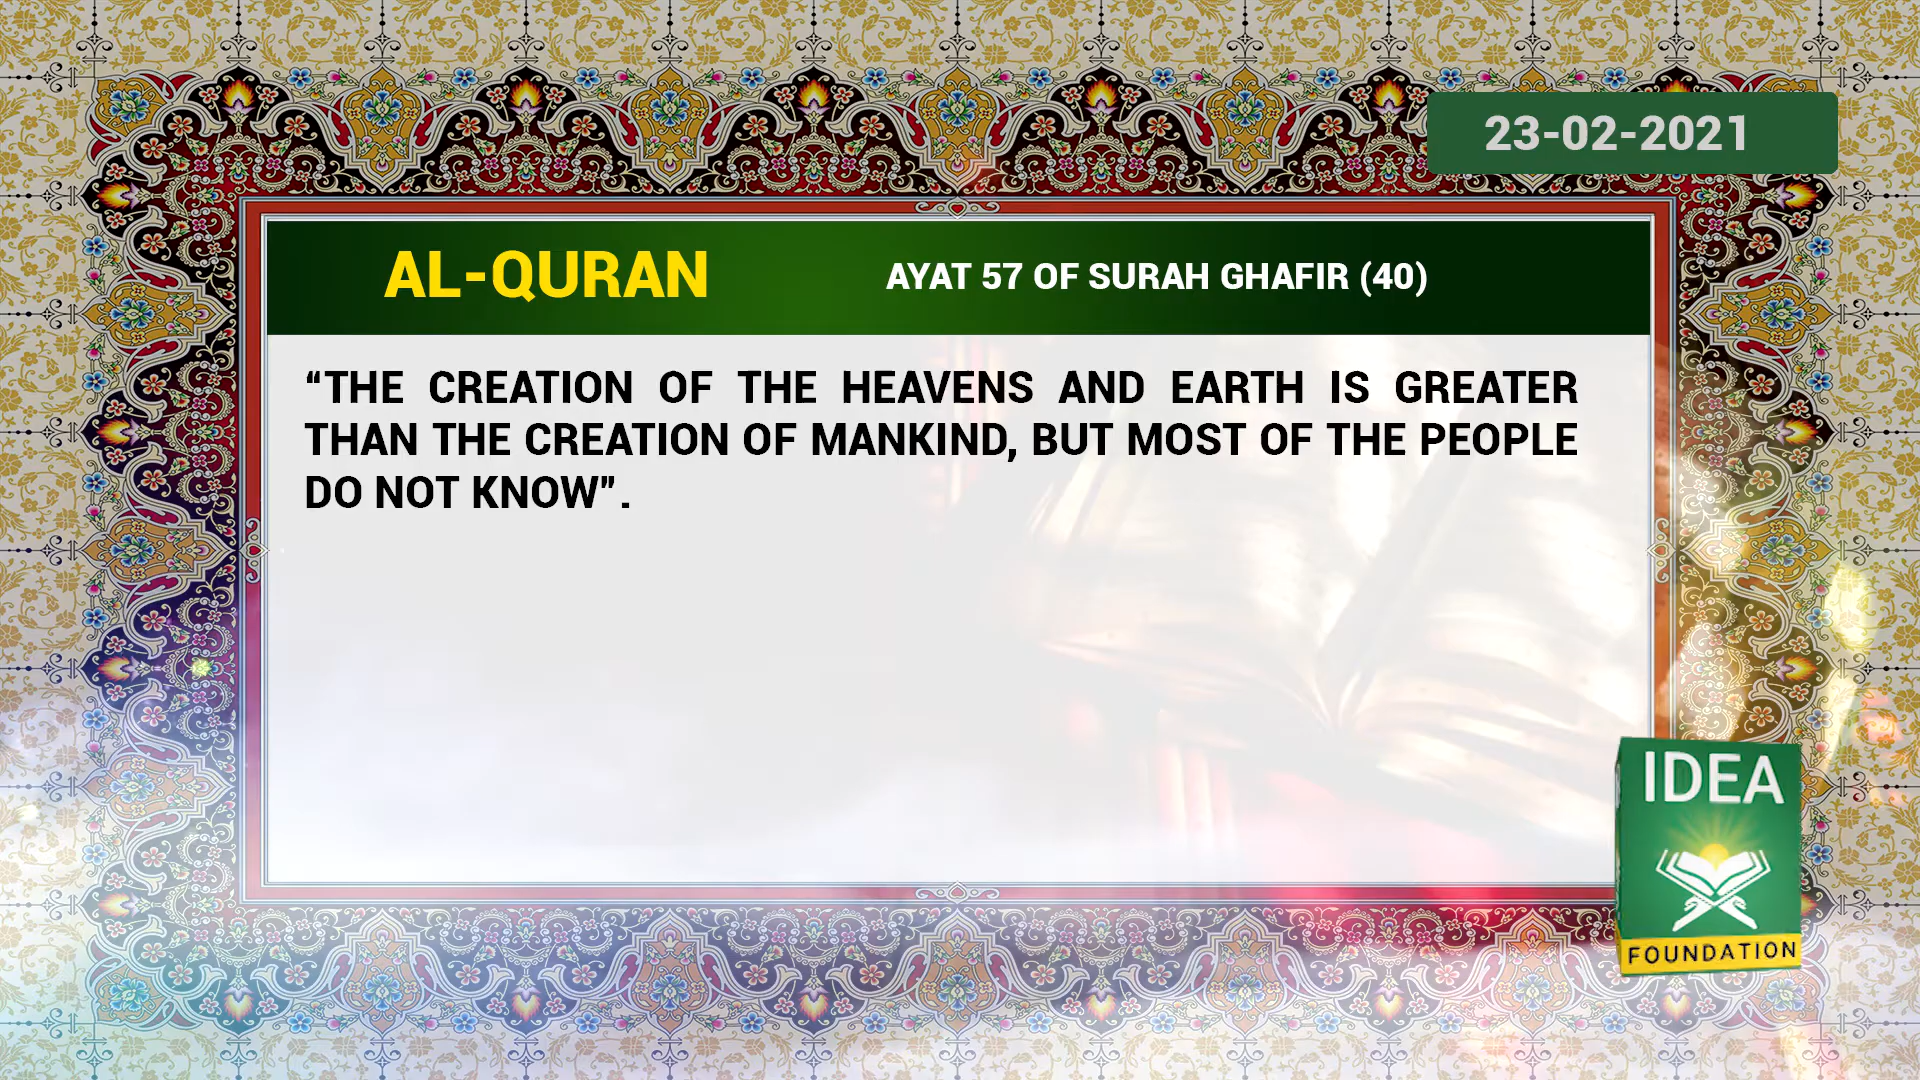 23-02-2021
AL-QURAN
AYAT 57 OF SURAH GHAFIR (40)
“THE CREATION OF THE HEAVENS AND EARTH IS GREATER
THAN THE CREATION OF MANKIND, BUT MOST OF THE PEOPLE
DO NOT KNOW”.
IDEA
FOUNDATION